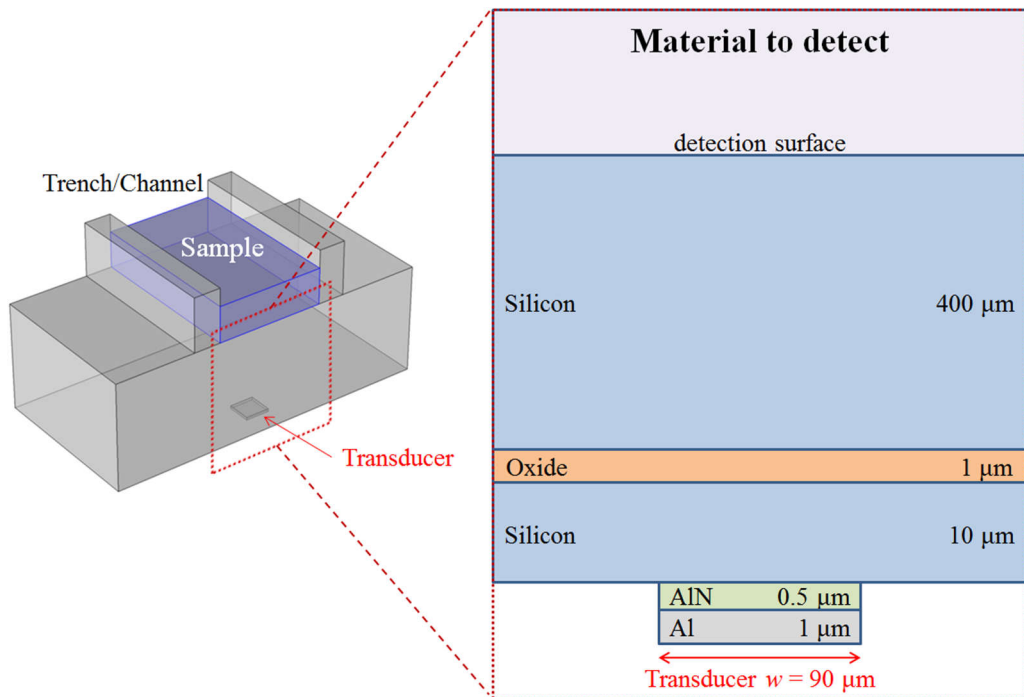 Trench/Channel
Sample
Transducer
Material to detect
detection surface
Silicon 400 μm
Oxide 1 μm
Silicon 10 μm
AlN 0.5 μm
Al 1 μm
Transducer w = 90 μm